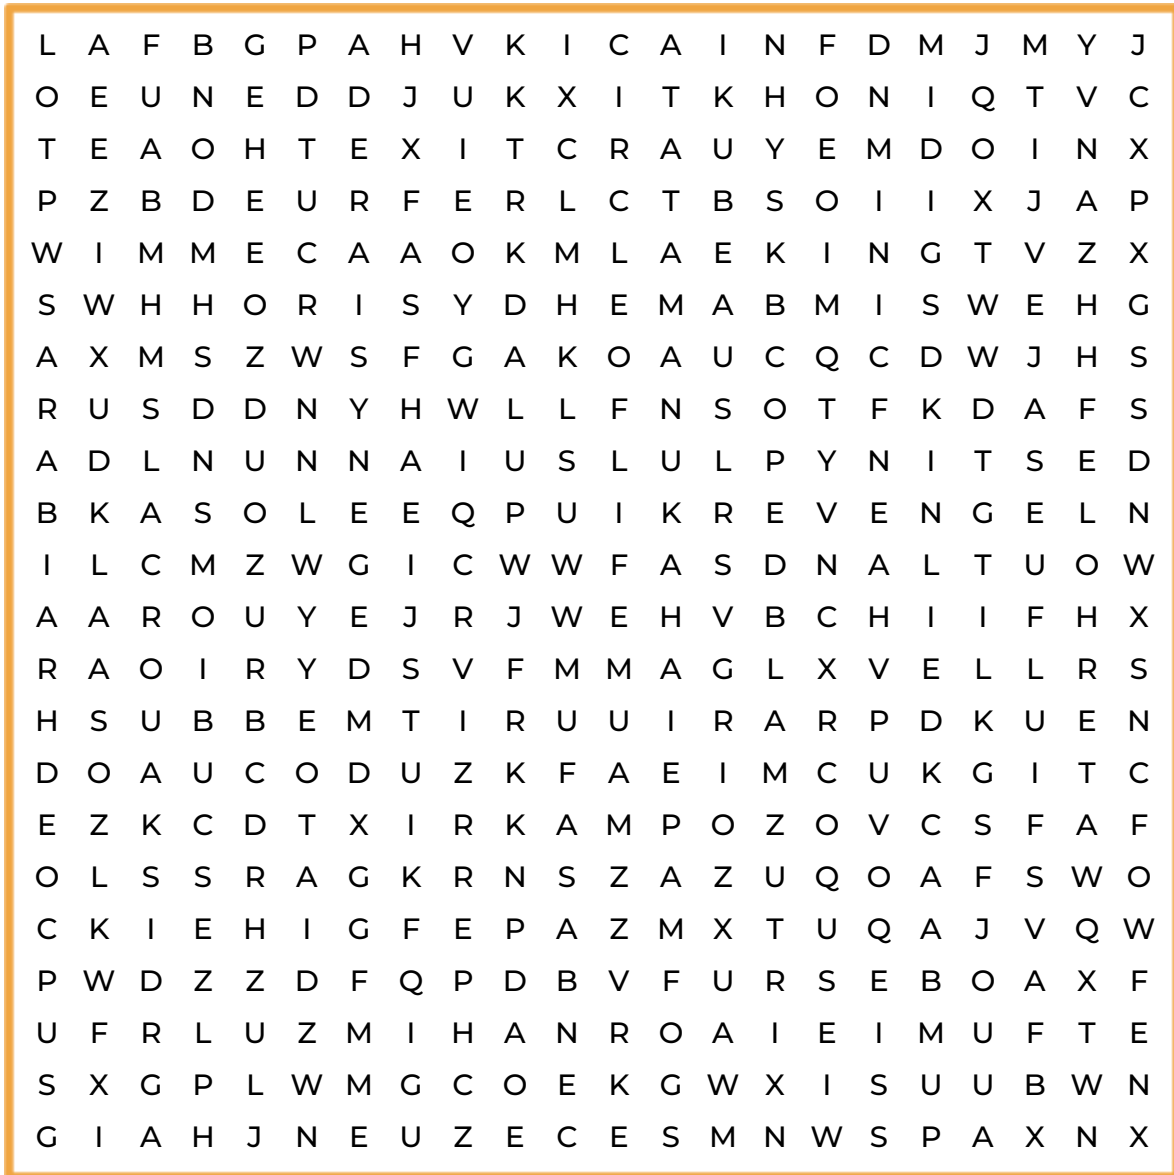 L A F B G P A H V K I C A I N F D M J M Y J
O E U N E D D J U K X I T K H O N I Q T V C
T E A O H T E X I T C R A U Y E M D O I N X
P Z B D E U R F E R L C T B S O I I X J A P
W I M M E C A A O K M L A E K I N G T V Z X
S W H H O R I S Y D H E M A B M I S W E H G
A X M S Z W S F G A K O A U C Q C D W J H S
R U S D D N Y H W L L F N S O T F K D A F S
A D L N U N N A I U S L U L P Y N I T S E D
B K A S O L E E Q P U I K R E V E N G E L N
I L C M Z W G I C W W F A S D N A L T U O W
A A R O U Y E J R J W E H V B C H I I F H X
R A O I R Y D S V F M M A G L X V E L L R S
H S U B B E M T I R U U I R A R P D K U E N
D O A U C O D U Z K F A E I M C U K G I T C
E Z K C D T X I R K A M P O Z O V C S F A F
O L S S R A G K R N S Z A Z U Q O A F S W O
C K I E H I G F E P A Z M X T U Q A J V Q W
P W D Z Z D F Q P D B V F U R S E B O A X F
U F R L U Z M I H A N R O A I E I M U F T E
S X G P L W M G C O E K G W X I S U U B W N
G I A H J N E U Z E C E S M N W S P A X N X